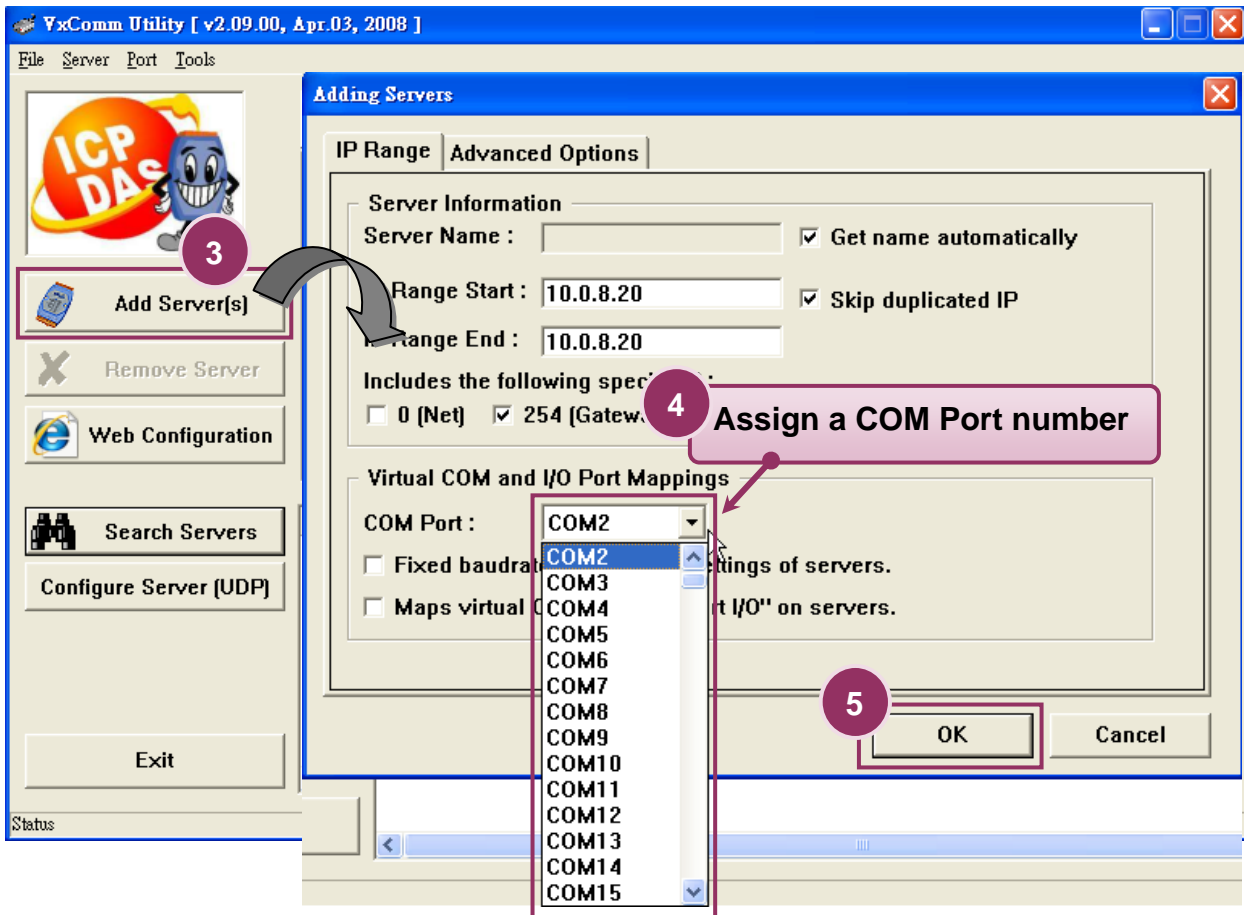 VxComm Utility [ v2.09.00, Apr.03, 2008 ]
File Server Port Tools
ICP
DAS
3
Add Server(s)
Remove Server
Web Configuration
Search Servers
Configure Server (UDP)
Exit
Status
Adding Servers
IP Range Advanced Options
Server Information
Server Name : Get name automatically
Range Start : 10.0.8.20 Skip duplicated IP
Range End : 10.0.8.20
Includes the following
0 (Net) 254
4
Assign a COM Port number
Virtual COM and I/O Port Mappings
COM Port : COM2
Fixed of servers.
Maps virtual I/O" on servers.
COM2
COM3
COM4
COM5
COM6
COM7
COM8
COM9
COM10
COM11
COM12
COM13
COM14
COM15
5
OK Cancel